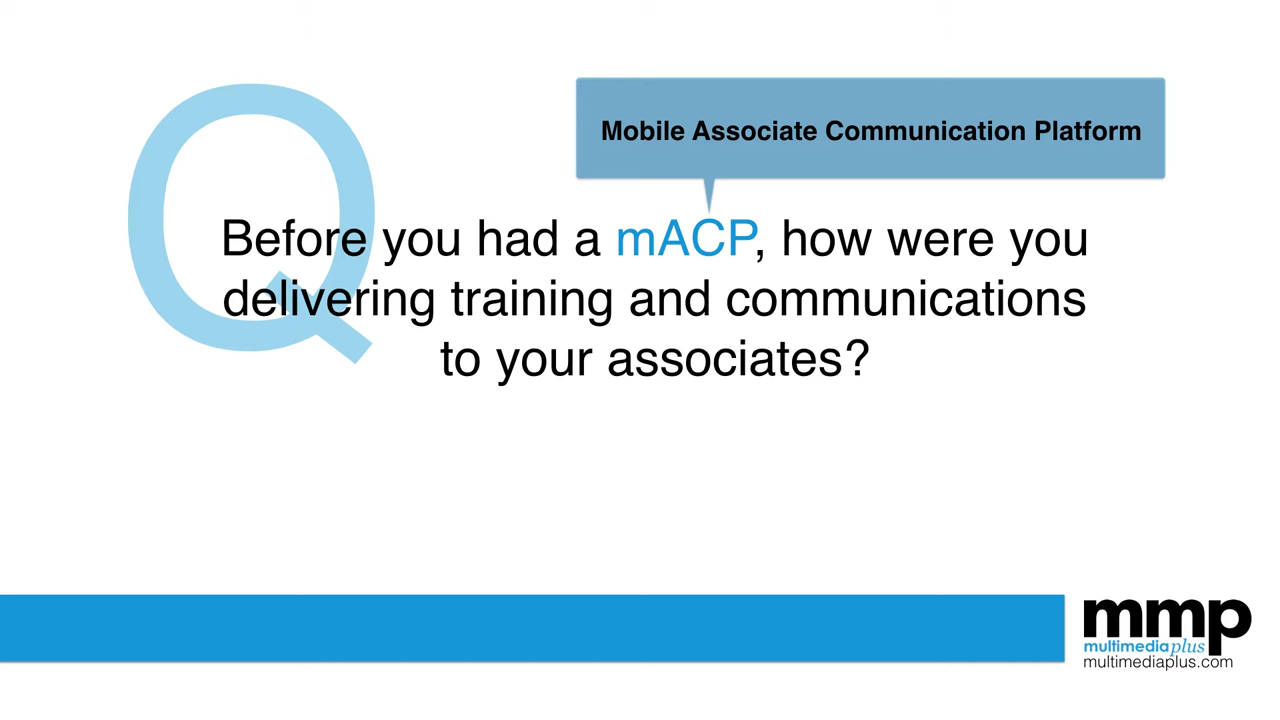 Q
Mobile Associate Communication Platform
Before you had a mACP, how were you
delivering training and communications
to your associates?
mmp
multimediaplus
multimediaplus.com